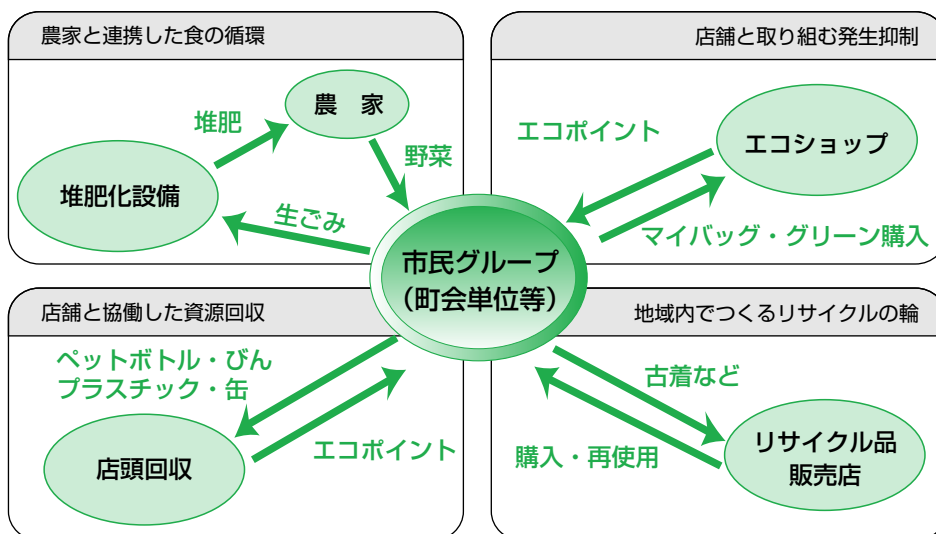 農家と連携した食の循環
農　家
堆肥
野菜
堆肥化設備
生ごみ
店舗と取り組む発生抑制
エコポイント
エコショップ
マイバッグ・グリーン購入
市民グループ
（町会単位等）
店舗と協働した資源回収
ペットボトル・びん
プラスチック・缶
エコポイント
店頭回収
地域内でつくるリサイクルの輪
古着など
購入・再使用
リサイクル品
販売店